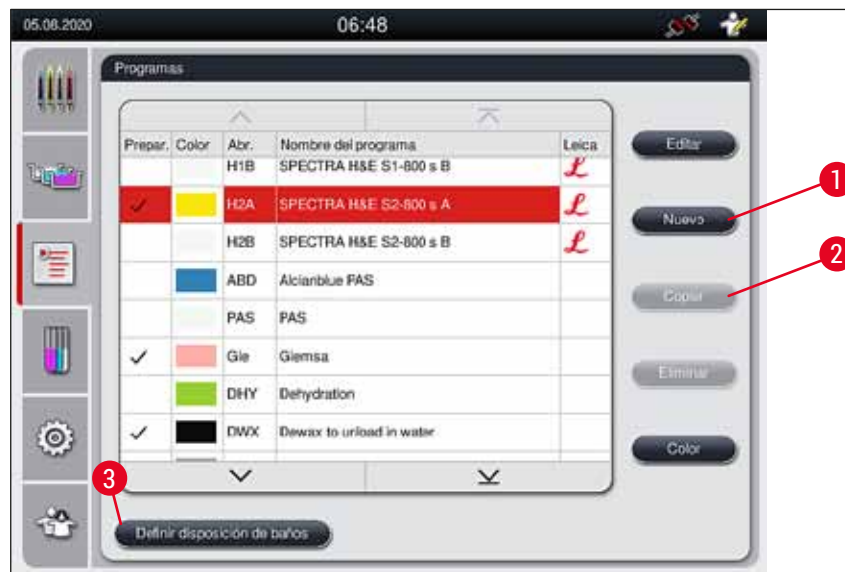 05.08.2020 06:48
Programas
Prepar. Color Abr. Nombre del programa Leica
H1B SPECTRA H&E S1-800 s B L
H2A SPECTRA H&E S2-800 s A L
H2B SPECTRA H&E S2-800 s B L
ABD Alcianblue PAS
PAS PAS
Gie Giemsa
DHY Dehydration
DWX Dewax to unload in water
Editar
Nuevo
1
Copiar
2
Eliminar
Color
3
Definir disposición de baños